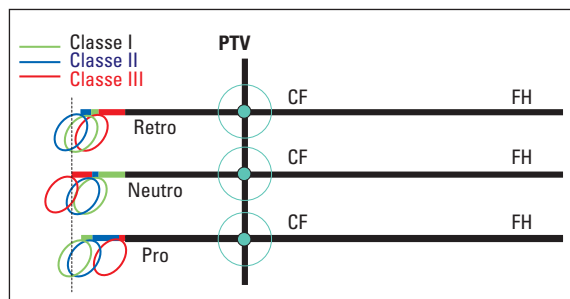 Classe I
Classe II
Classe III
PTV
CF FH
Retro
CF FH
Neutro
CF FH
Pro